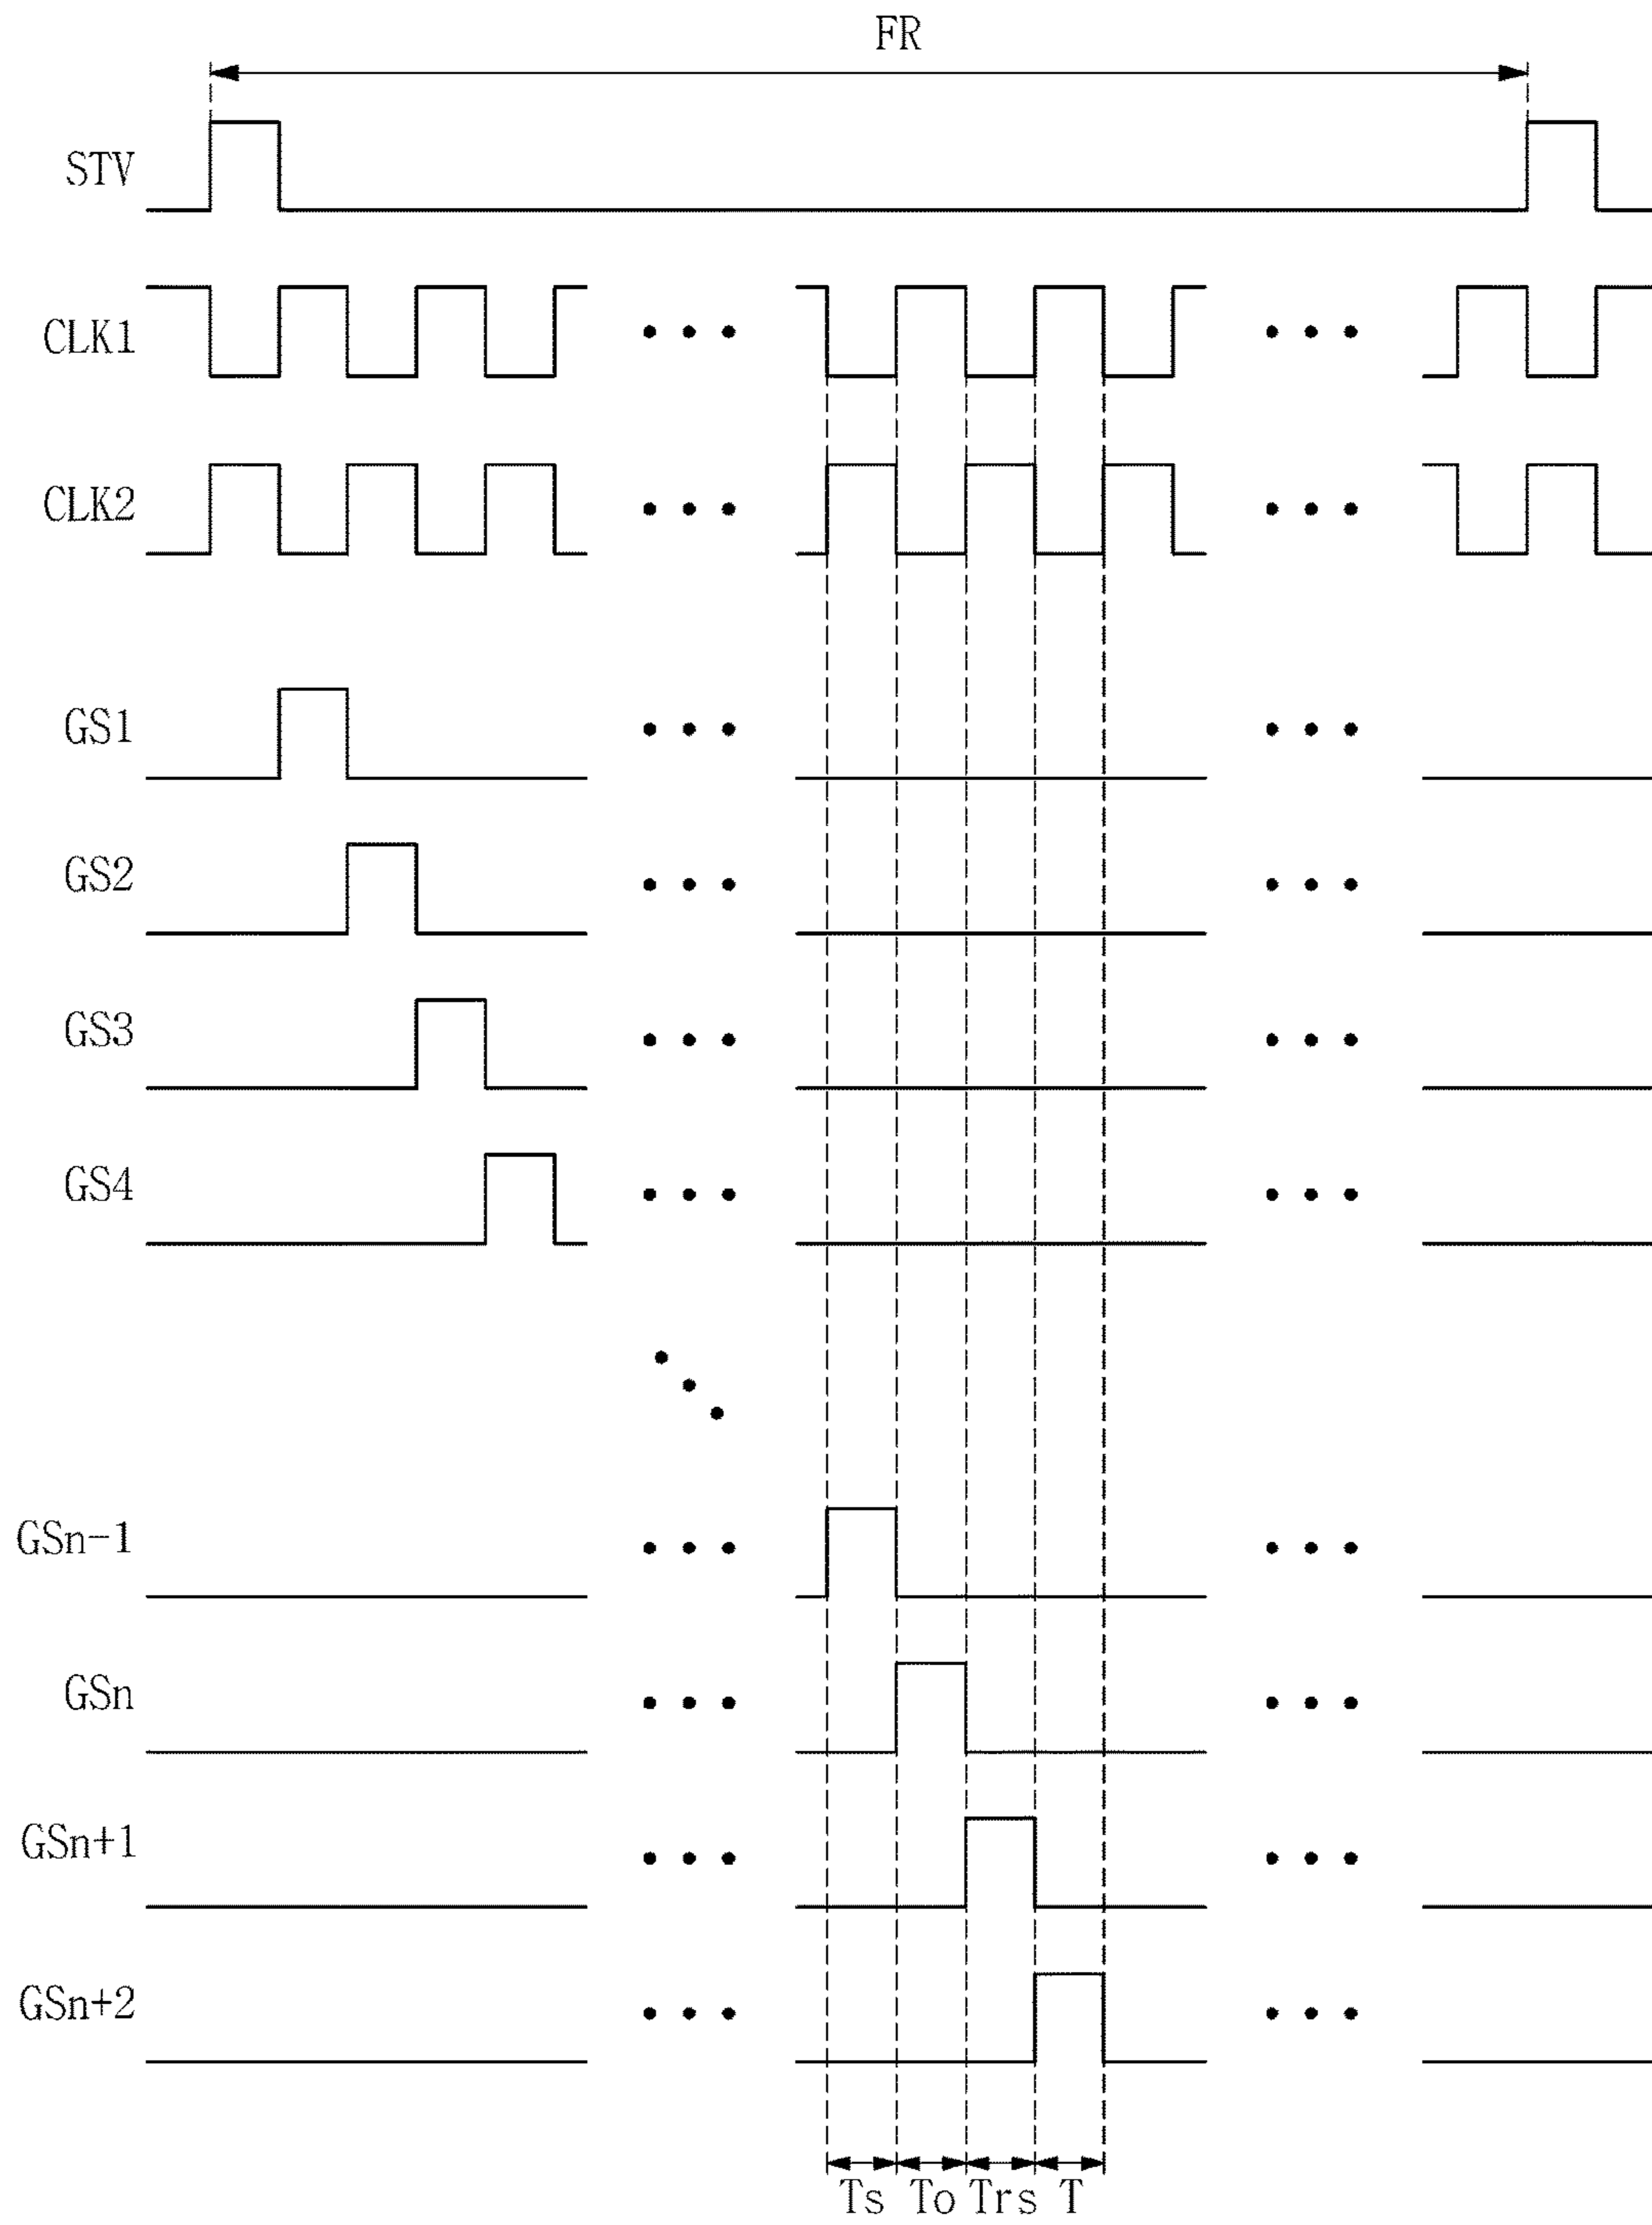 FR
STV
CLK1
CLK2
GS1
GS2
GS3
GS4
GSn-1
GSn
GSn+1
GSn+2
Ts To Trs T